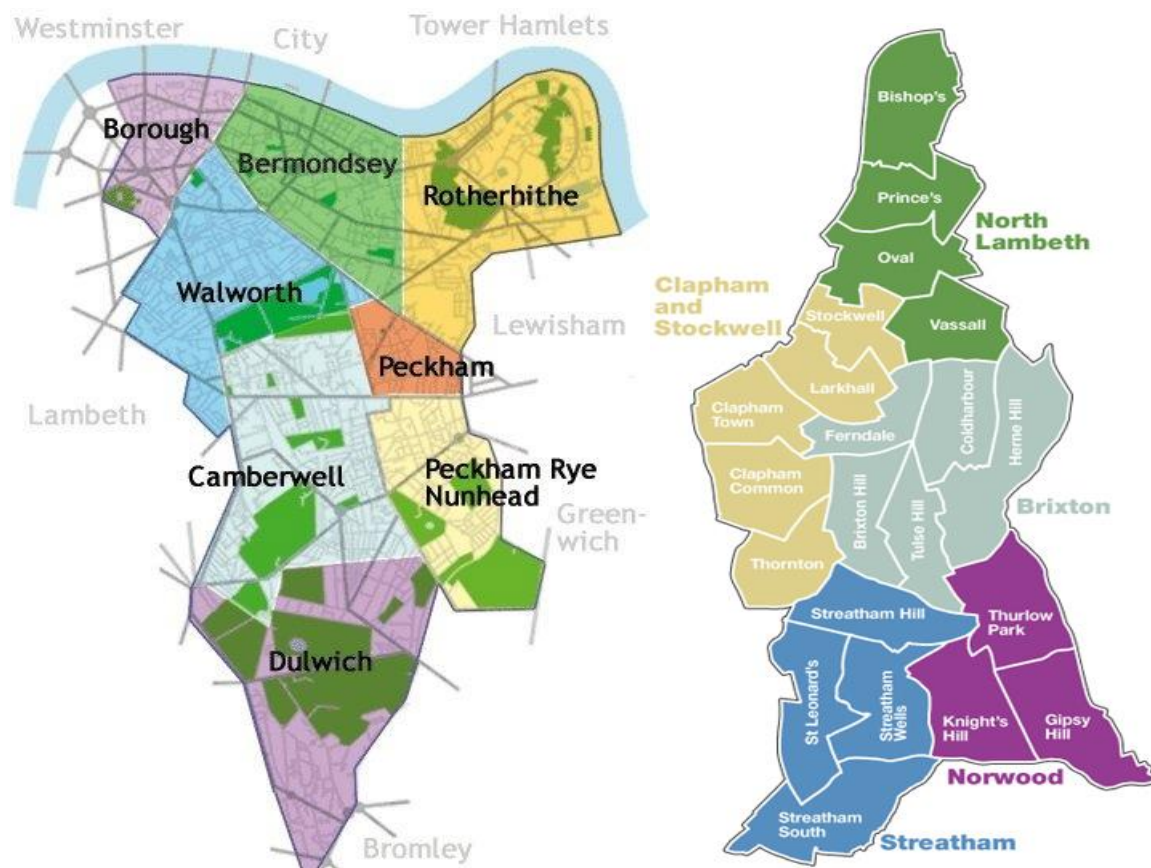 Westminster
City
Tower Hamlets
Borough
Bermondsey
Rotherhithe
Walworth
Lewisham
Peckham
Lambeth
Camberwell
Peckham Rye
Nunhead
Green-
wich
Dulwich
Bromley
Bishop's
Prince's
North
Lambeth
Oval
Clapham
and
Stockwell
Stockwell
Vassall
Larkhall
Clapham
Town
Ferndale
Coldharbour
Herne Hill
Clapham
Common
Brixton Hill
Tulse Hill
Brixton
Thornton
Streatham Hill
Thurlow
Park
St Leonard's
Streatham
Wells
Knight's
Hill
Gipsy
Hill
Norwood
Streatham
South
Streatham